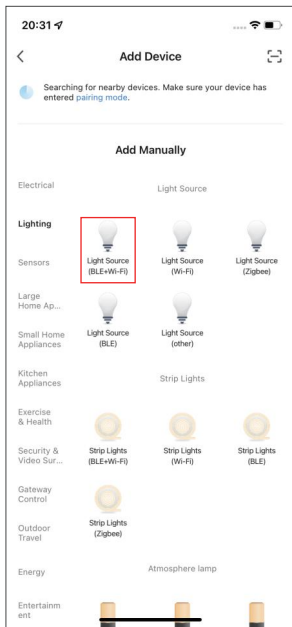 20:31
Add Device
Searching for nearby devices. Make sure your device has
entered pairing mode.
Add Manually
Electrical
Light Source
Lighting
Light Source
(BLE+Wi-Fi)
Light Source
(Wi-Fi)
Light Source
(Zigbee)
Sensors
Large
Home Ap...
Light Source
(BLE)
Light Source
(other)
Small Home
Appliances
Kitchen
Appliances
Strip Lights
Exercise
& Health
Strip Lights
(BLE+Wi-Fi)
Strip Lights
(Wi-Fi)
Strip Lights
(BLE)
Security &
Video Sur...
Gateway
Control
Strip Lights
(Zigbee)
Outdoor
Travel
Energy
Atmosphere lamp
Entertainm
ent